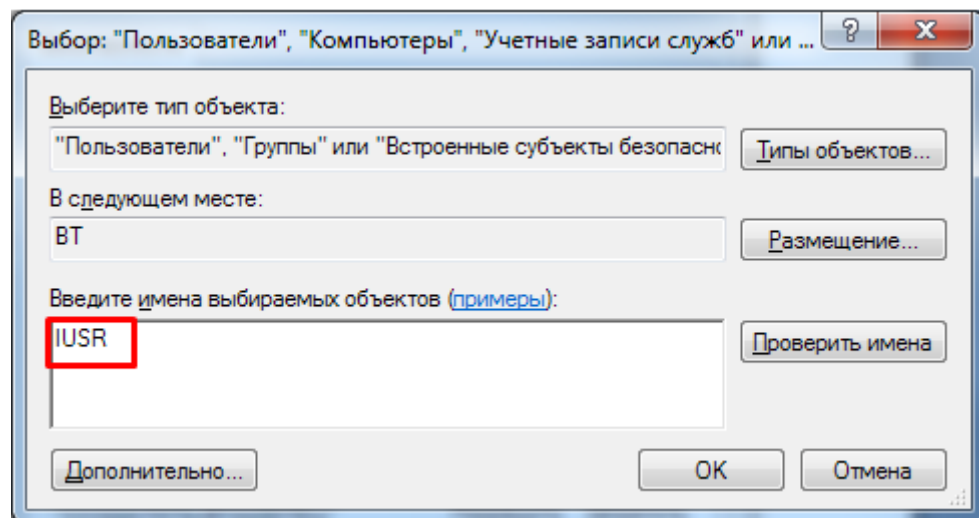 Выбор: "Пользователи", "Компьютеры", "Учетные записи служб" или ...
Выберите тип объекта:
"Пользователи", "Группы" или "Встроенные субъекты безопасно
Типы объектов...
В следующем месте:
BT
Размещение...
Введите имена выбираемых объектов (примеры):
IUSR
Проверить имена
Дополнительно...
OK
Отмена